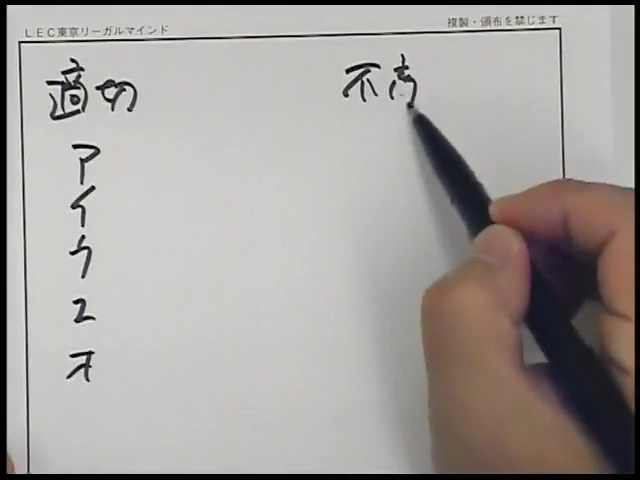 LEC東京リーガルマインド
複製・頒布を禁じます
適切
不
ア
イ
ウ
エ
オ